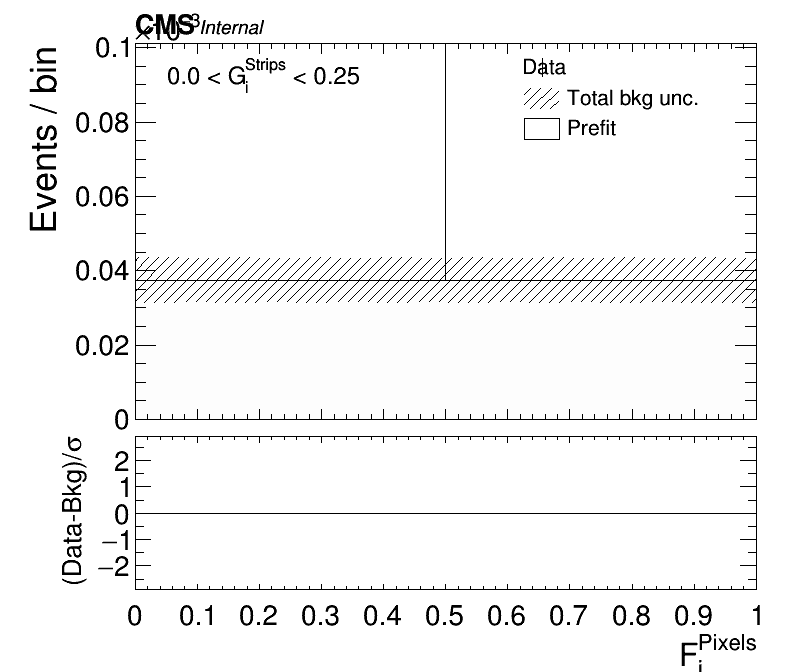 CMS Internal
×10⁻³
0.1
0.08
0.06
0.04
0.02
0
Events / bin
0.0 < G_i^Strips < 0.25
Data
Total bkg unc.
Prefit
2
1
0
−1
−2
(Data-Bkg)/σ
0 0.1 0.2 0.3 0.4 0.5 0.6 0.7 0.8 0.9 1
F_i^Pixels